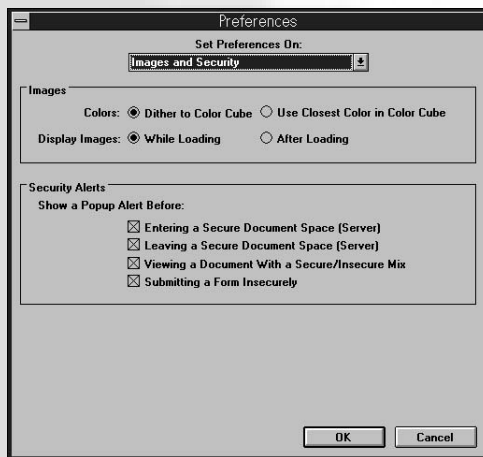 Preferences
Set Preferences On:
Images and Security
Images
Colors: Dither to Color Cube Use Closest Color in Color Cube
Display Images: While Loading After Loading
Security Alerts
Show a Popup Alert Before:
Entering a Secure Document Space (Server)
Leaving a Secure Document Space (Server)
Viewing a Document With a Secure/Insecure Mix
Submitting a Form Insecurely
OK Cancel